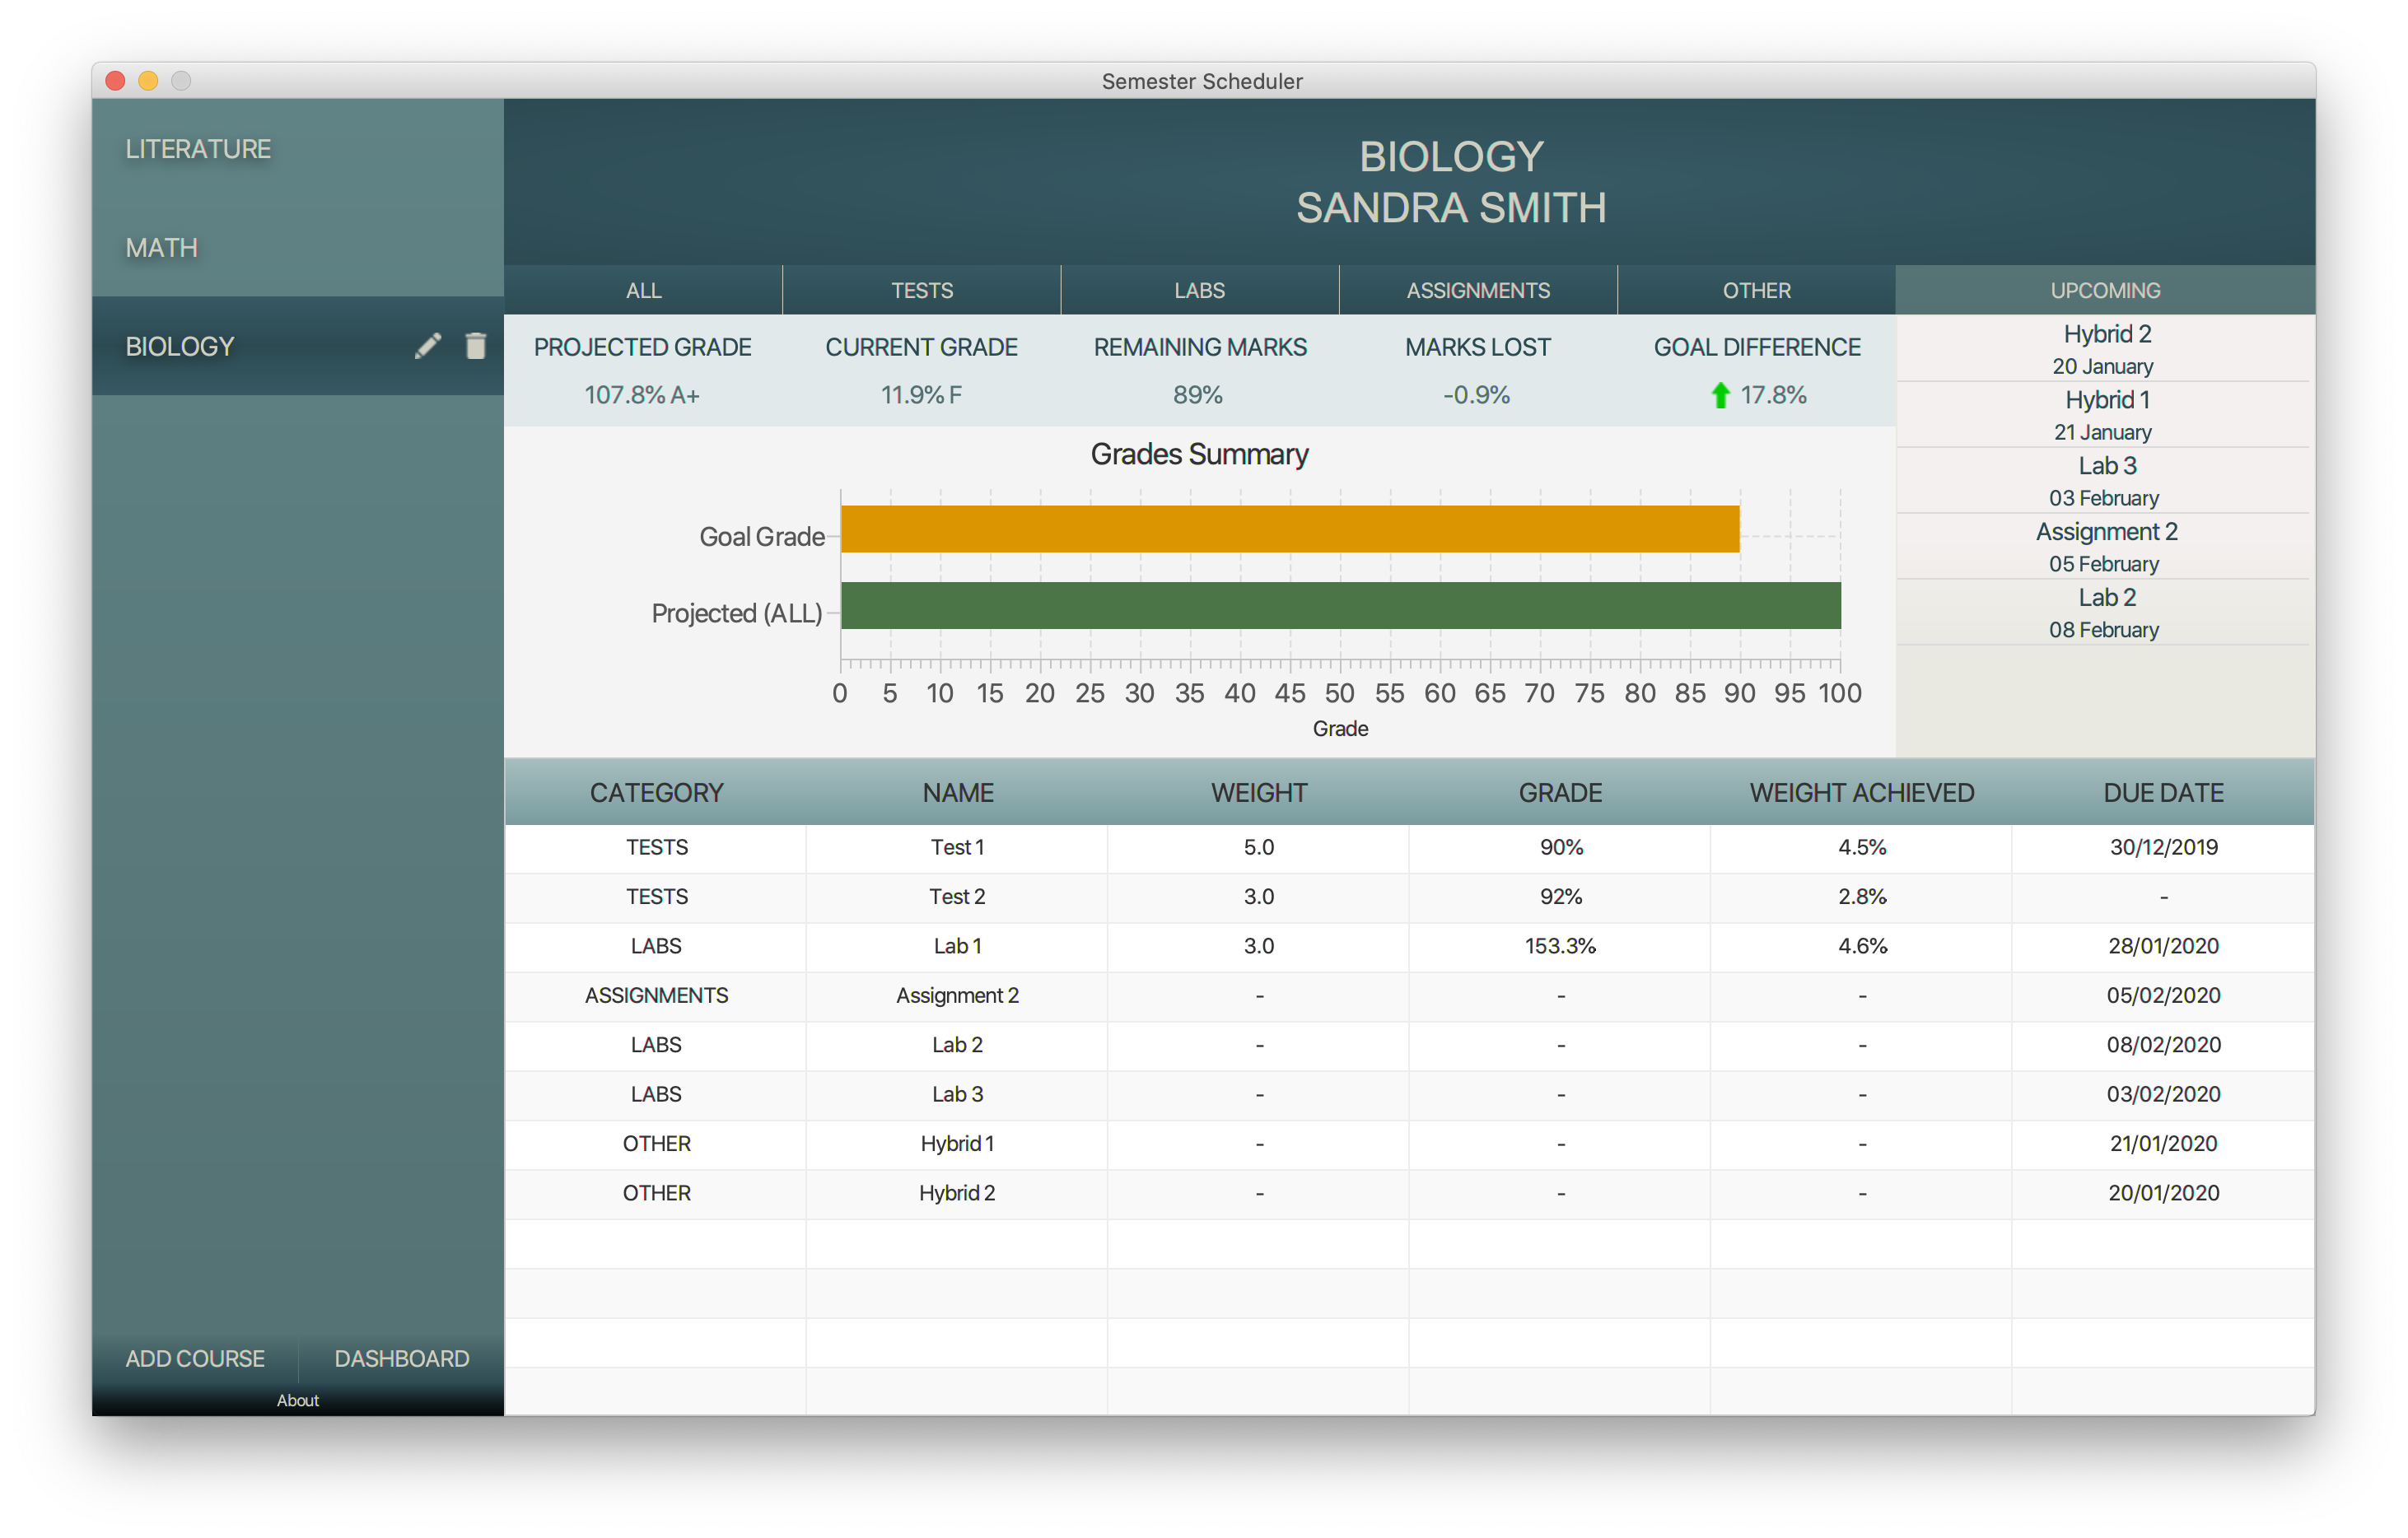 Semester Scheduler
LITERATURE
MATH
BIOLOGY
ADD COURSE
DASHBOARD
About
BIOLOGY
SANDRA SMITH
ALL TESTS LABS ASSIGNMENTS OTHER UPCOMING
PROJECTED GRADE CURRENT GRADE REMAINING MARKS MARKS LOST GOAL DIFFERENCE
107.8% A+ 11.9% F 89% -0.9% 17.8%
Hybrid 2
20 January
Hybrid 1
21 January
Lab 3
03 February
Assignment 2
05 February
Lab 2
08 February
Grades Summary
Goal Grade
Projected (ALL)
0 5 10 15 20 25 30 35 40 45 50 55 60 65 70 75 80 85 90 95 100
Grade
CATEGORY NAME WEIGHT GRADE WEIGHT ACHIEVED DUE DATE
TESTS Test 1 5.0 90% 4.5% 30/12/2019
TESTS Test 2 3.0 92% 2.8% -
LABS Lab 1 3.0 153.3% 4.6% 28/01/2020
ASSIGNMENTS Assignment 2 - - - 05/02/2020
LABS Lab 2 - - - 08/02/2020
LABS Lab 3 - - - 03/02/2020
OTHER Hybrid 1 - - - 21/01/2020
OTHER Hybrid 2 - - - 20/01/2020